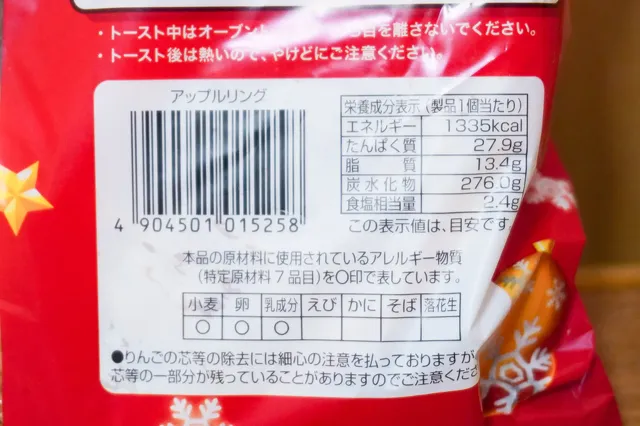 ・トースト中はオーブン を離さないでください。
・トースト後は熱いので、やけどにご注意ください。
アップルリング
4 904501 015258
栄養成分表示 (製品1個当たり)
エネルギー 1335kcal
たんぱく質 27.9g
脂質 13.4g
炭水化物 276.0g
食塩相当量 2.4g
この表示値は、目安です
本品の原材料に使用されているアレルギー物質
(特定原材料7品目)を〇印で表しています。
小麦 卵 乳成分 えび かに そば 落花生
〇 〇 〇
●りんごの芯等の除去には細心の注意を払っておりますが
芯等の一部分が残っていることがありますのでご注意くださ